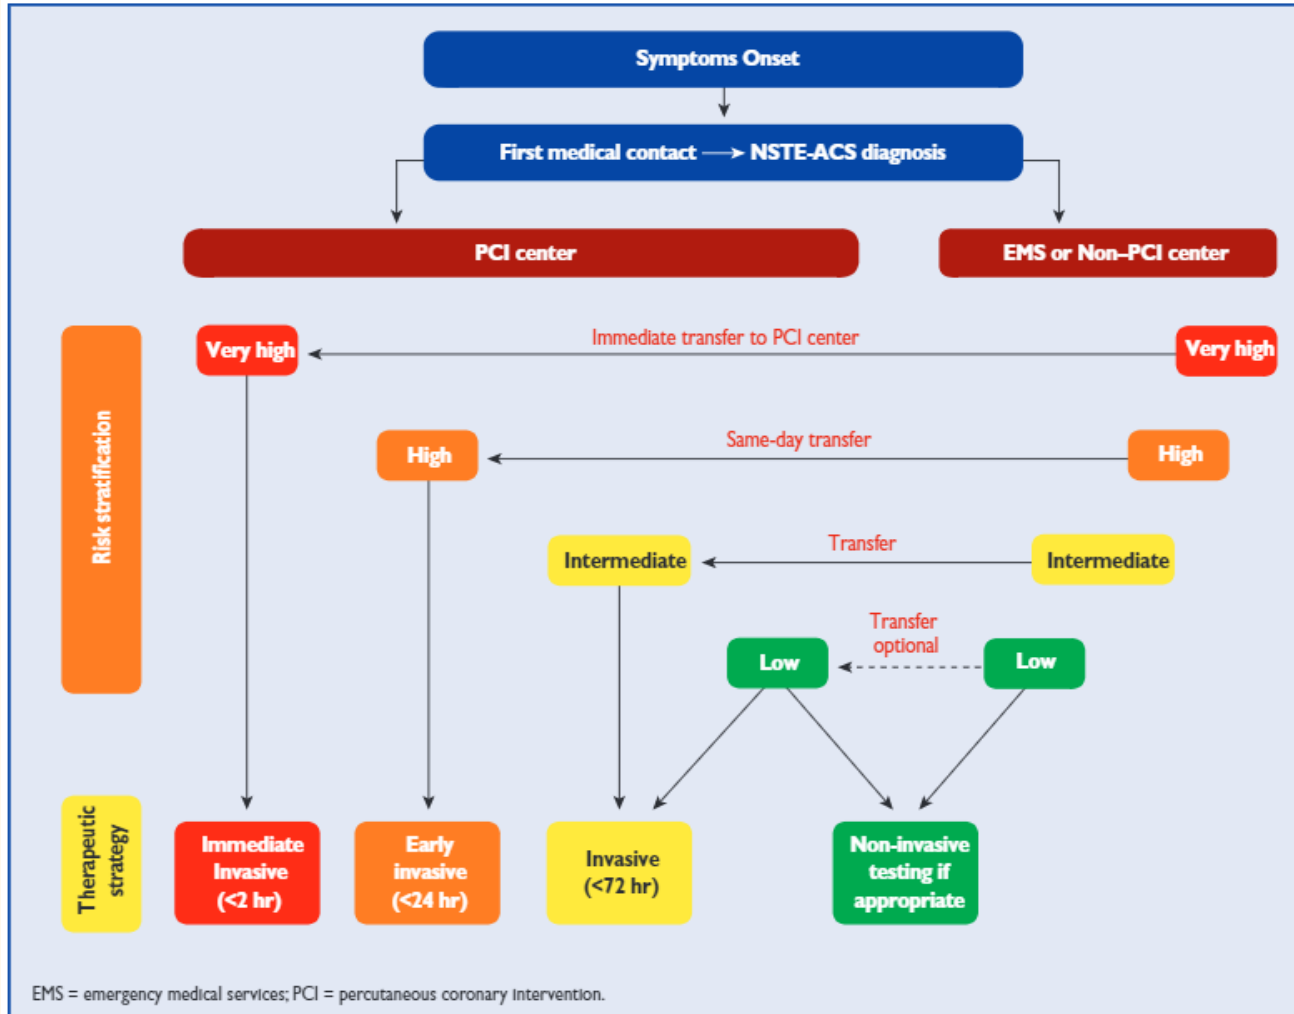 Symptoms Onset
First medical contact → NSTE-ACS diagnosis
PCI center
EMS or Non–PCI center
Risk stratification
Very high
Immediate transfer to PCI center
Very high
High
Same-day transfer
High
Intermediate
Transfer
Intermediate
Low
Transfer
optional
Low
Therapeutic
strategy
Immediate
Invasive
(<2 hr)
Early
invasive
(<24 hr)
Invasive
(<72 hr)
Non-invasive
testing if
appropriate
EMS = emergency medical services; PCI = percutaneous coronary intervention.